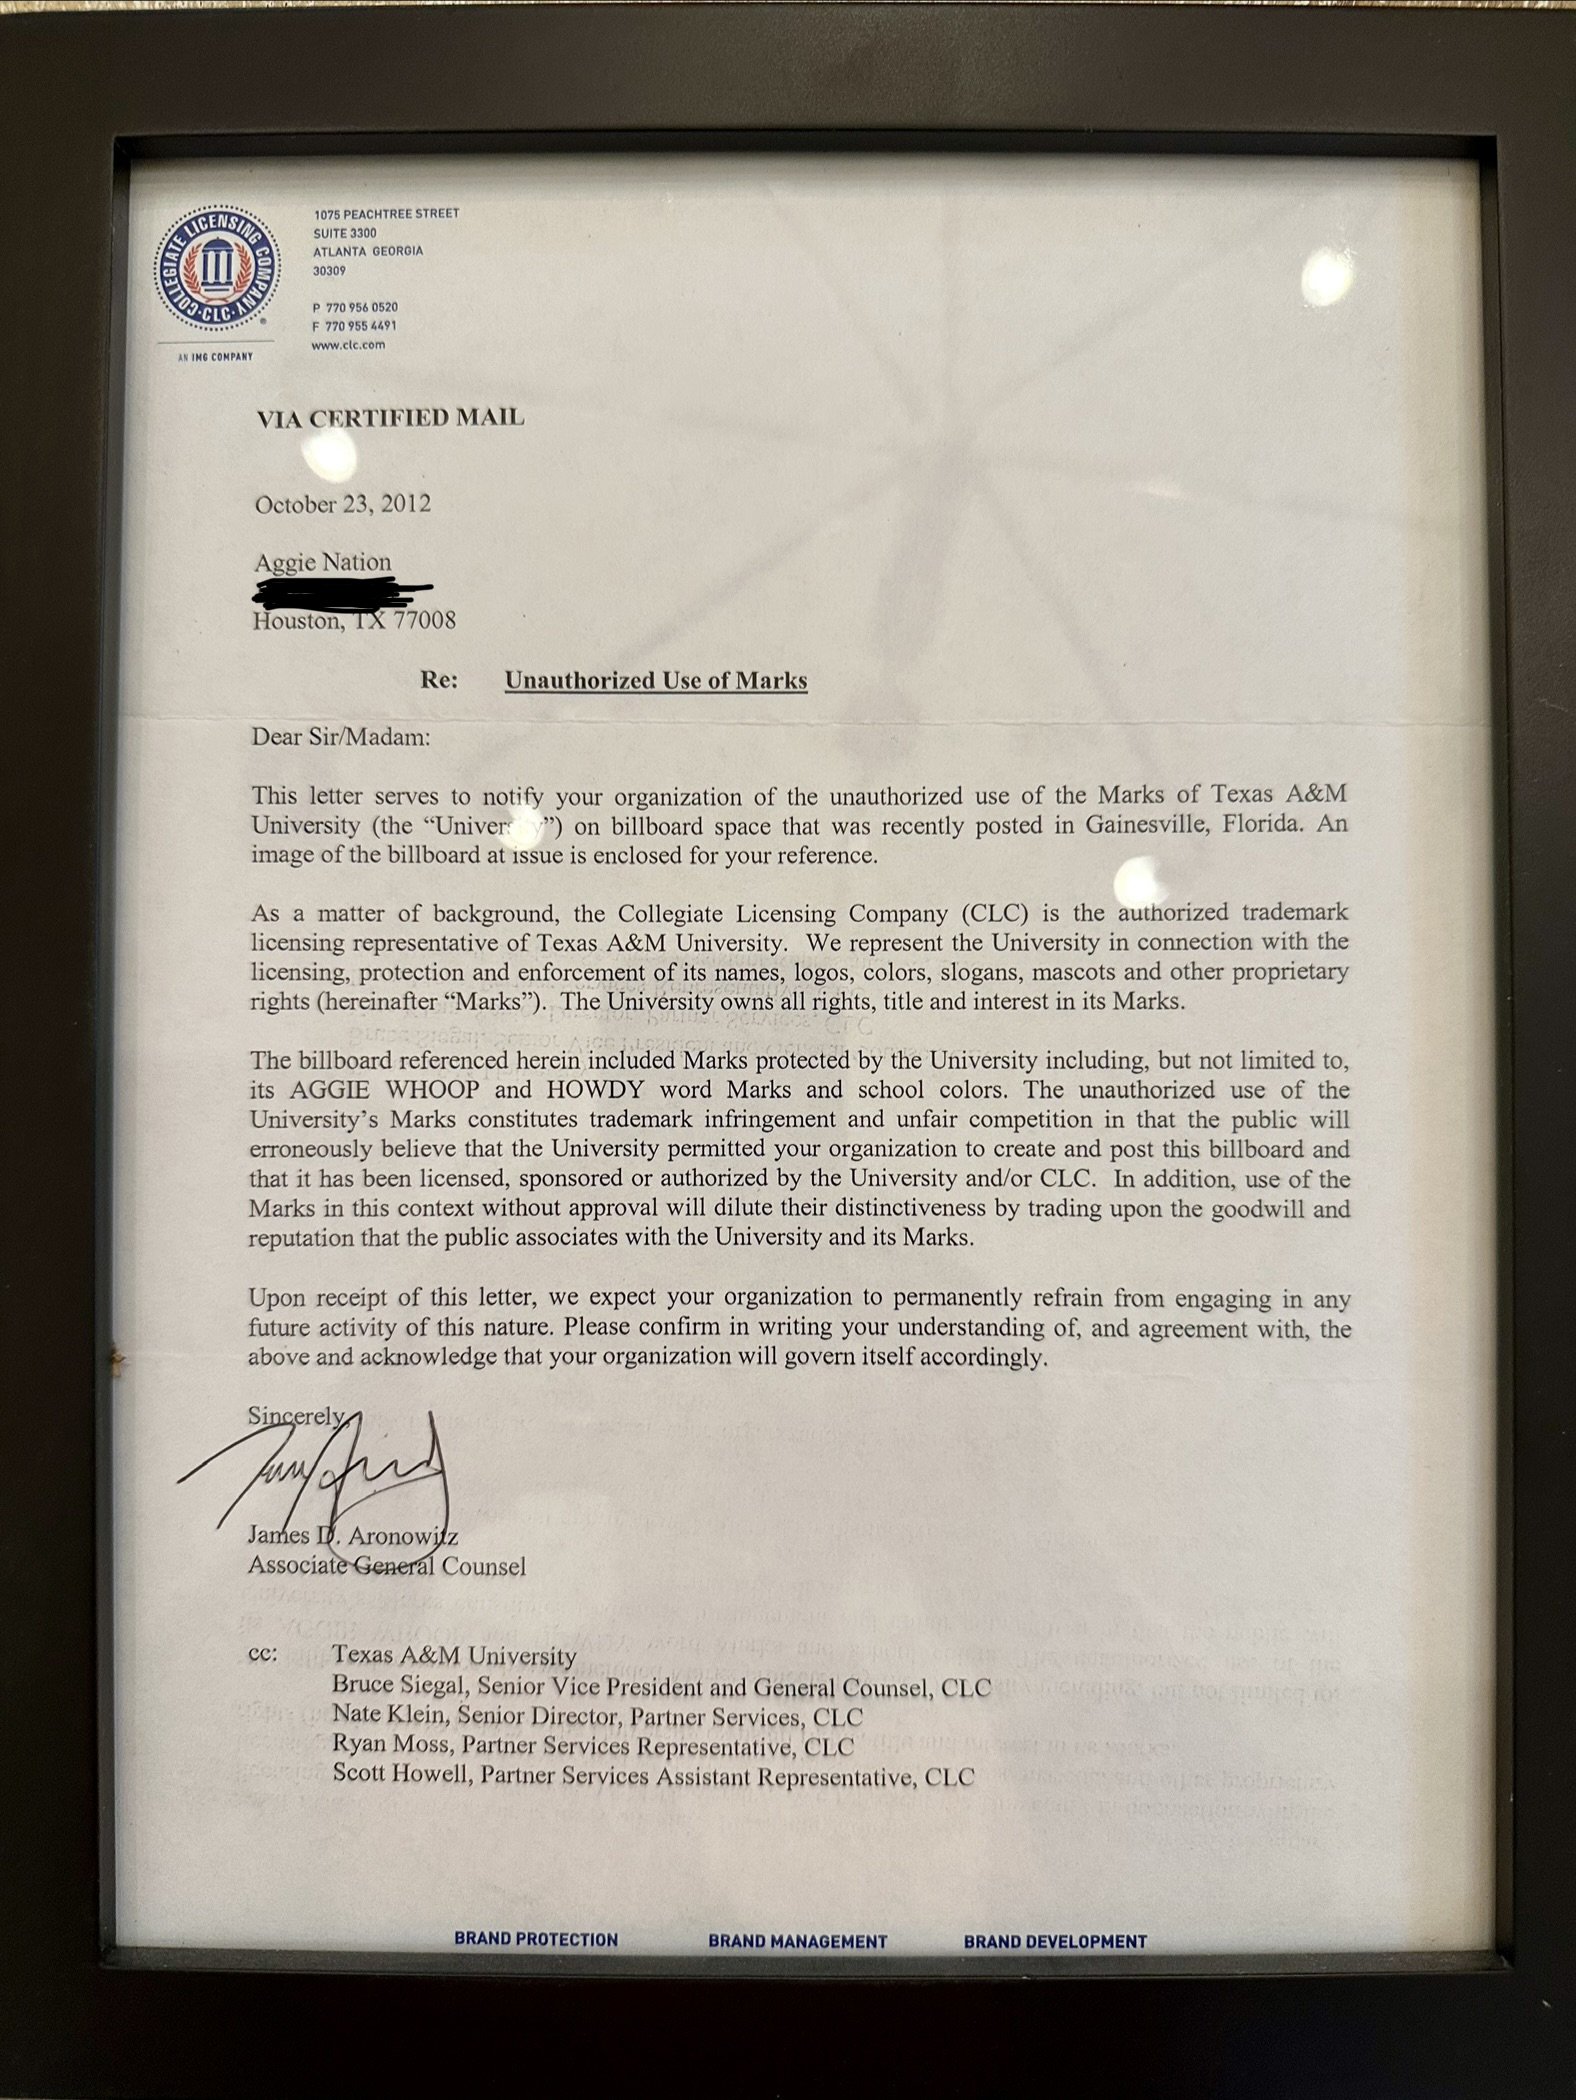 COLLEGIATE LICENSING COMPANY
·CLC·
®
AN IMG COMPANY
1075 PEACHTREE STREET
SUITE 3300
ATLANTA GEORGIA
30309
P 770 956 0520
F 770 955 4491
www.clc.com
VIA CERTIFIED MAIL
October 23, 2012
Aggie Nation
Houston, TX 77008
Re: Unauthorized Use of Marks
Dear Sir/Madam:
This letter serves to notify your organization of the unauthorized use of the Marks of Texas A&M
University (the “University”) on billboard space that was recently posted in Gainesville, Florida. An
image of the billboard at issue is enclosed for your reference.
As a matter of background, the Collegiate Licensing Company (CLC) is the authorized trademark
licensing representative of Texas A&M University. We represent the University in connection with the
licensing, protection and enforcement of its names, logos, colors, slogans, mascots and other proprietary
rights (hereinafter “Marks”). The University owns all rights, title and interest in its Marks.
The billboard referenced herein included Marks protected by the University including, but not limited to,
its AGGIE WHOOP and HOWDY word Marks and school colors. The unauthorized use of the
University’s Marks constitutes trademark infringement and unfair competition in that the public will
erroneously believe that the University permitted your organization to create and post this billboard and
that it has been licensed, sponsored or authorized by the University and/or CLC. In addition, use of the
Marks in this context without approval will dilute their distinctiveness by trading upon the goodwill and
reputation that the public associates with the University and its Marks.
Upon receipt of this letter, we expect your organization to permanently refrain from engaging in any
future activity of this nature. Please confirm in writing your understanding of, and agreement with, the
above and acknowledge that your organization will govern itself accordingly.
Sincerely,
James D. Aronowitz
Associate General Counsel
cc: Texas A&M University
Bruce Siegal, Senior Vice President and General Counsel, CLC
Nate Klein, Senior Director, Partner Services, CLC
Ryan Moss, Partner Services Representative, CLC
Scott Howell, Partner Services Assistant Representative, CLC
BRAND PROTECTION BRAND MANAGEMENT BRAND DEVELOPMENT